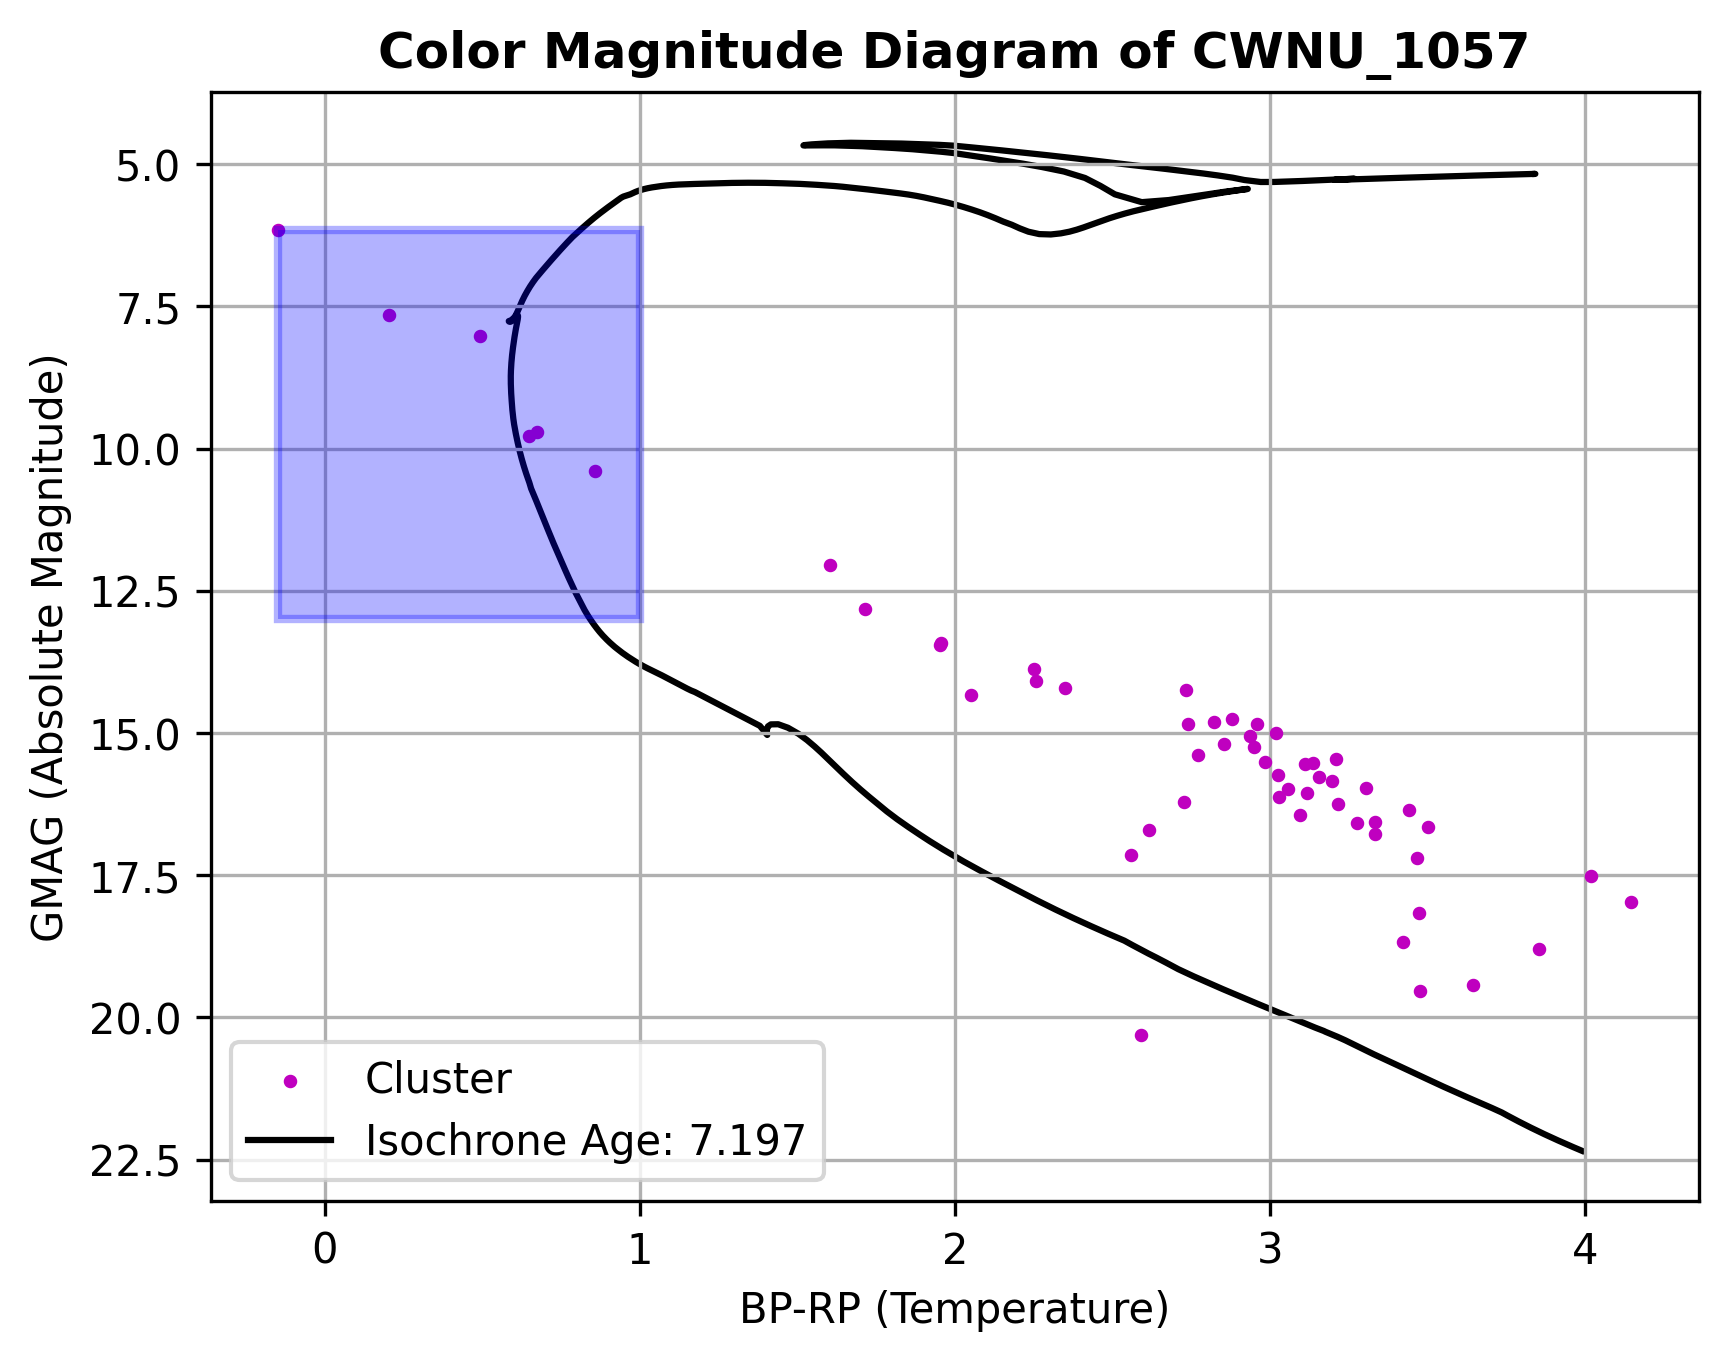 Color Magnitude Diagram of CWNU_1057
GMAG (Absolute Magnitude)
5.0
7.5
10.0
12.5
15.0
17.5
20.0
22.5
Cluster
Isochrone Age: 7.197
0 1 2 3 4
BP-RP (Temperature)